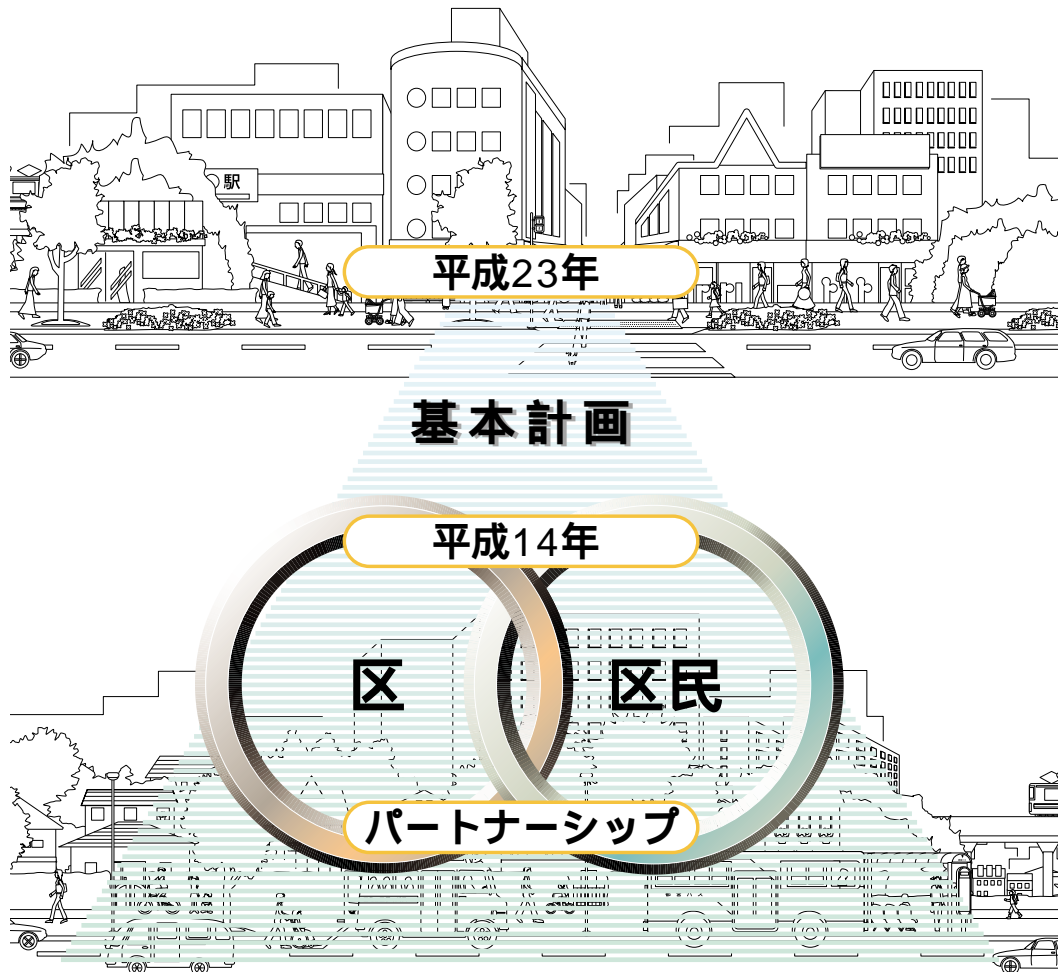 駅
平成23年
基本計画
平成14年
区 区民
パートナーシップ